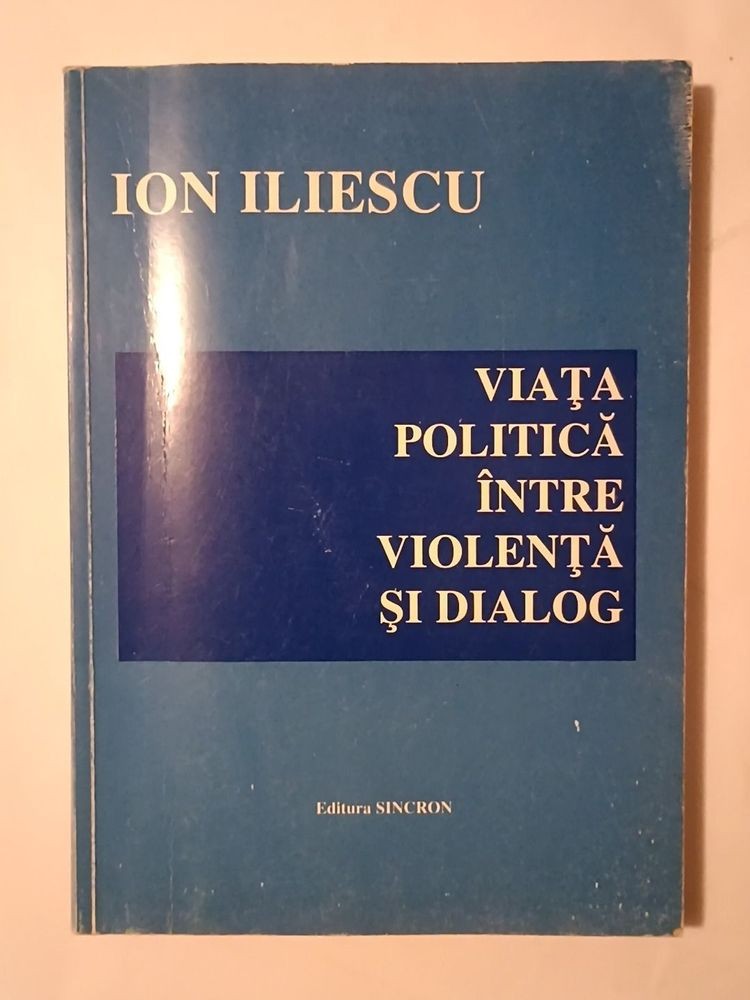 ION ILIESCU
VIAŢA
POLITICĂ
ÎNTRE
VIOLENŢĂ
ŞI DIALOG
Editura SINCRON